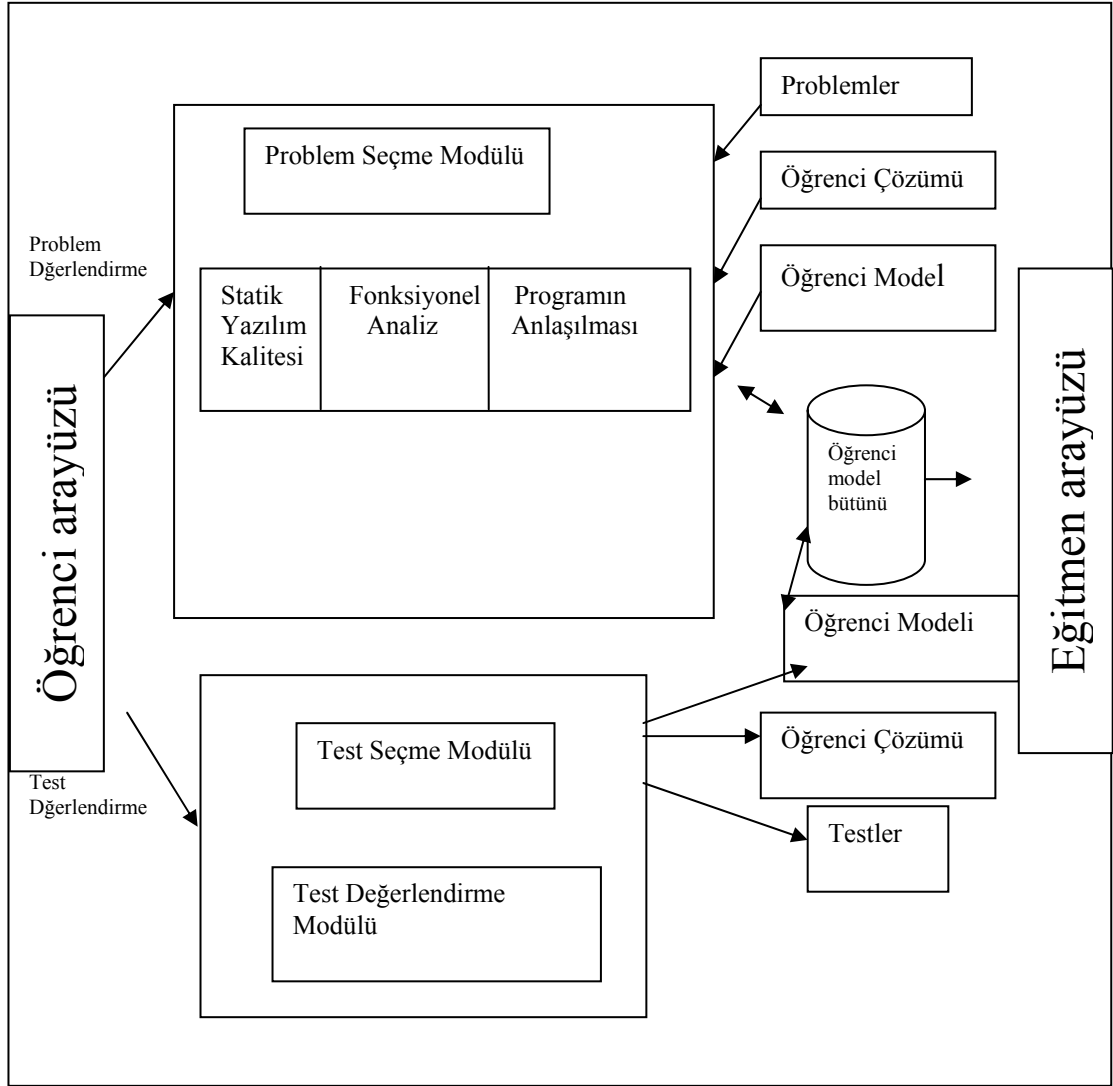 Problemler
Problem Seçme Modülü
Öğrenci Çözümü
Problem
Dğerlendirme
Öğrenci Model
Statik
Yazılım
Kalitesi
Fonksiyonel
Analiz
Programın
Anlaşılması
Öğrenci arayüzü
Eğitmen arayüzü
Öğrenci
model
bütünü
Öğrenci Modeli
Test Seçme Modülü
Öğrenci Çözümü
Test
Dğerlendirme
Testler
Test Değerlendirme
Modülü